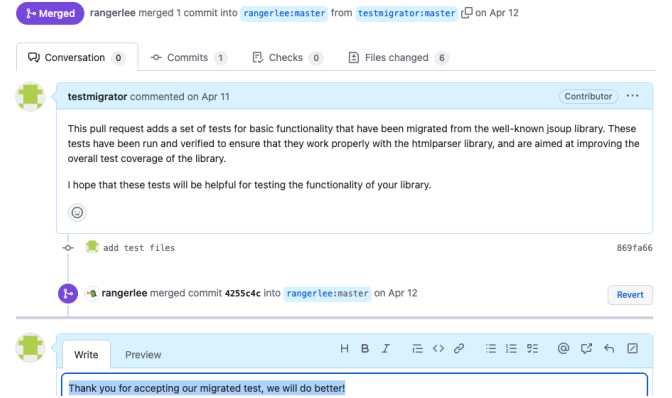 Merged rangerlee merged 1 commit into rangerlee:master from testmigrator:master on Apr 12
Conversation 0 Commits 1 Checks 0 Files changed 6
testmigrator commented on Apr 11 Contributor ...
This pull request adds a set of tests for basic functionality that have been migrated from the well-known jsoup library. These
tests have been run and verified to ensure that they work properly with the htmlparser library, and are aimed at improving the
overall test coverage of the library.
I hope that these tests will be helpful for testing the functionality of your library.
add test files 869fa66
rangerlee merged commit 4255c4c into rangerlee:master on Apr 12 Revert
Write Preview H B I <> @
Thank you for accepting our migrated test, we will do better!